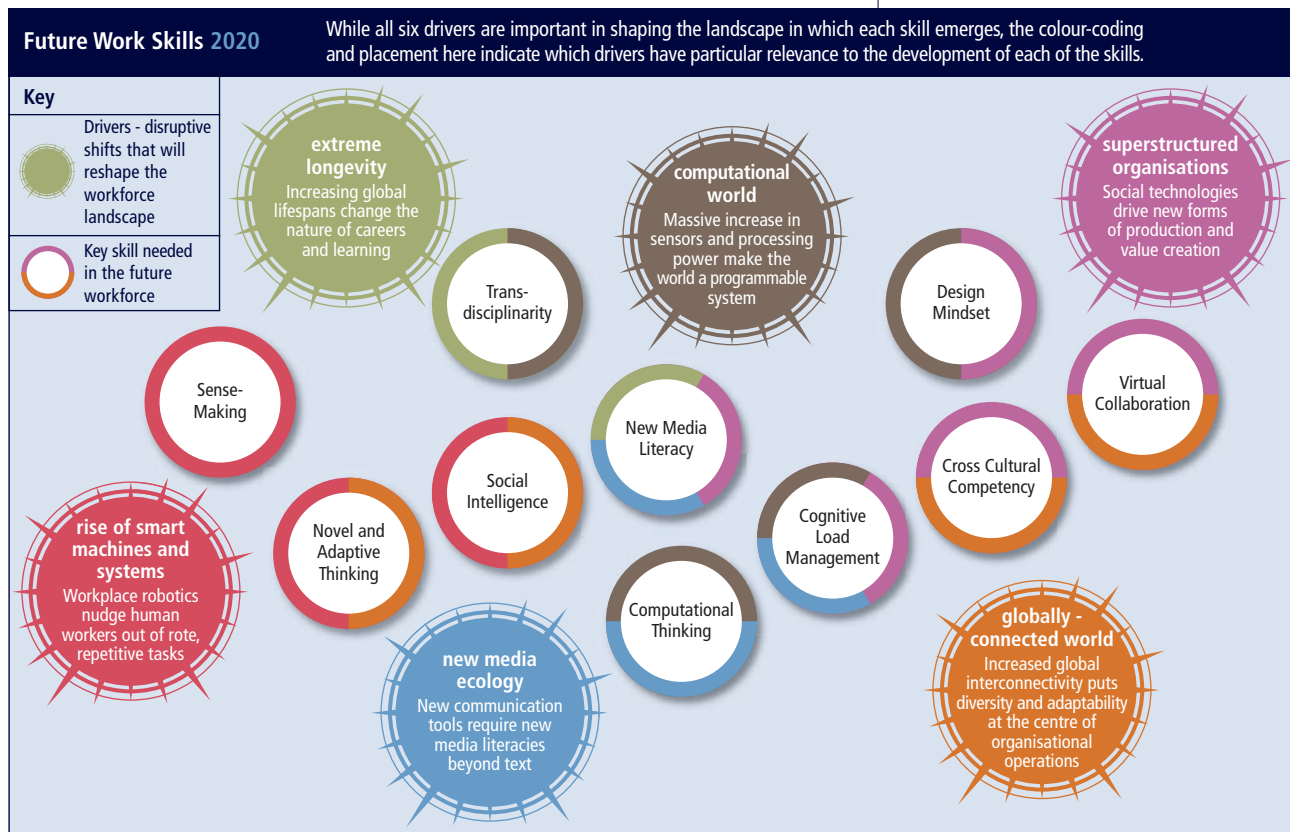 Future Work Skills 2020
While all six drivers are important in shaping the landscape in which each skill emerges, the colour-coding
and placement here indicate which drivers have particular relevance to the development of each of the skills.
Key
Drivers - disruptive
shifts that will
reshape the
workforce
landscape
Key skill needed
in the future
workforce
extreme
longevity
Increasing global
lifespans change the
nature of careers
and learning
computational
world
Massive increase in
sensors and processing
power make the
world a programmable
system
superstructured
organisations
Social technologies
drive new forms
of production and
value creation
Trans-
disciplinarity
Design
Mindset
Sense-
Making
Virtual
Collaboration
New Media
Literacy
Social
Intelligence
Cross Cultural
Competency
Novel and
Adaptive
Thinking
Cognitive
Load
Management
Computational
Thinking
rise of smart
machines and
systems
Workplace robotics
nudge human
workers out of rote,
repetitive tasks
new media
ecology
New communication
tools require new
media literacies
beyond text
globally -
connected world
Increased global
interconnectivity puts
diversity and adaptability
at the centre of
organisational
operations